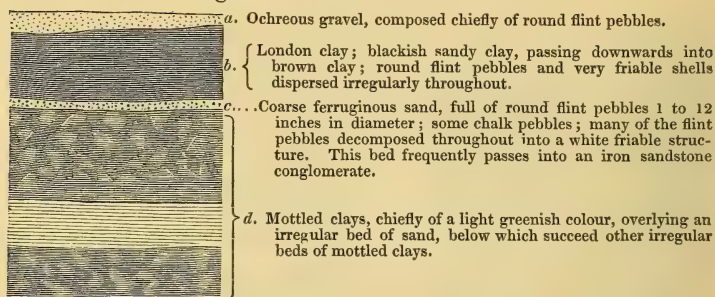 a. Ochreous gravel, composed chiefly of round flint pebbles.
b. London clay; blackish sandy clay, passing downwards into
brown clay; round flint pebbles and very friable shells
dispersed irregularly throughout.
c.... Coarse ferruginous sand, full of round flint pebbles 1 to 12
inches in diameter; some chalk pebbles; many of the flint
pebbles decomposed throughout into a white friable struc-
ture. This bed frequently passes into an iron sandstone
conglomerate.
d. Mottled clays, chiefly of a light greenish colour, overlying an
irregular bed of sand, below which succeed other irregular
beds of mottled clays.